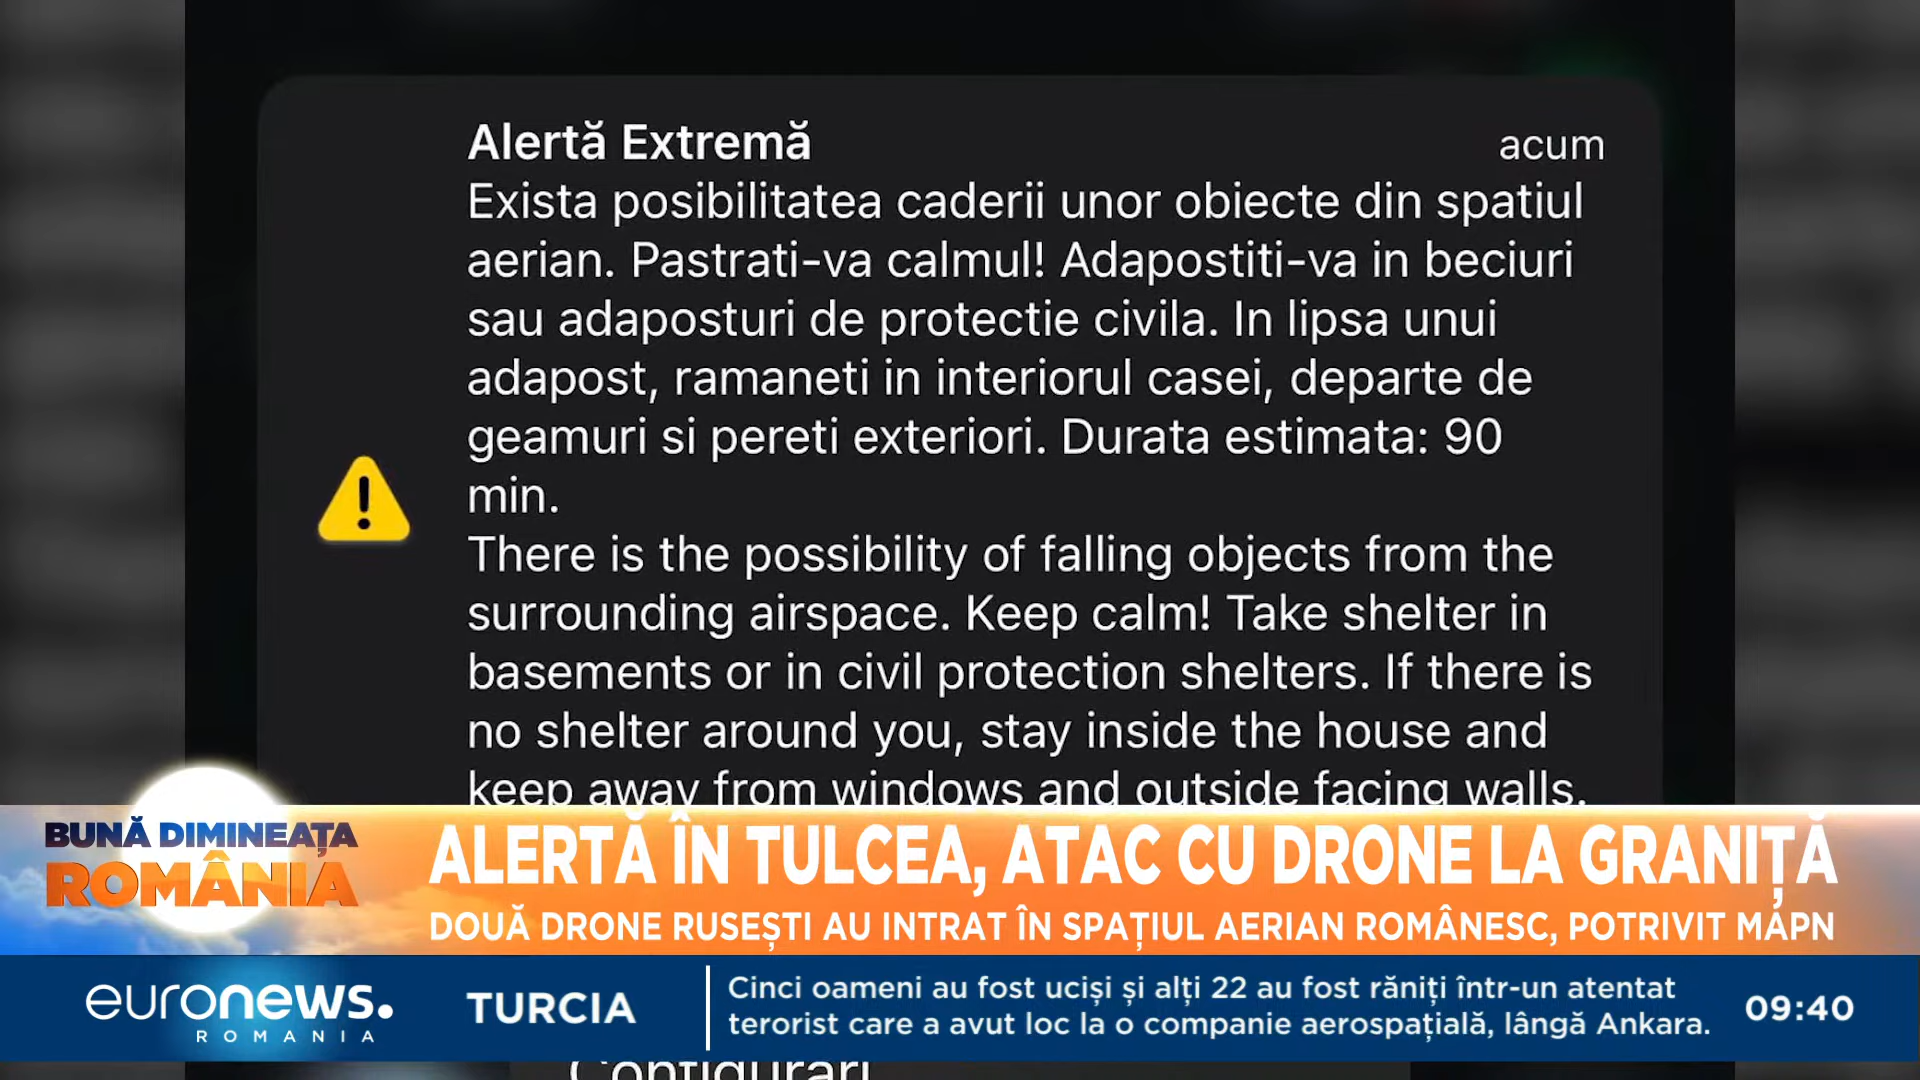 Alertă Extremă
acum
Exista posibilitatea caderii unor obiecte din spatiul
aerian. Pastrati-va calmul! Adapostiti-va in beciuri
sau adaposturi de protectie civila. In lipsa unui
adapost, ramaneti in interiorul casei, departe de
geamuri si pereti exteriori. Durata estimata: 90
min.
There is the possibility of falling objects from the
surrounding airspace. Keep calm! Take shelter in
basements or in civil protection shelters. If there is
no shelter around you, stay inside the house and
keep away from windows and outside facing walls.
BUNĂ DIMINEAȚA
ROMÂNIA
ALERTĂ ÎN TULCEA, ATAC CU DRONE LA GRANIȚĂ
DOUĂ DRONE RUSEȘTI AU INTRAT ÎN SPAȚIUL AERIAN ROMÂNESC, POTRIVIT MAPN
euronews.
ROMANIA
TURCIA
Cinci oameni au fost uciși și alți 22 au fost răniți într-un atentat
terorist care a avut loc la o companie aerospațială, lângă Ankara.
09:40
Configurari